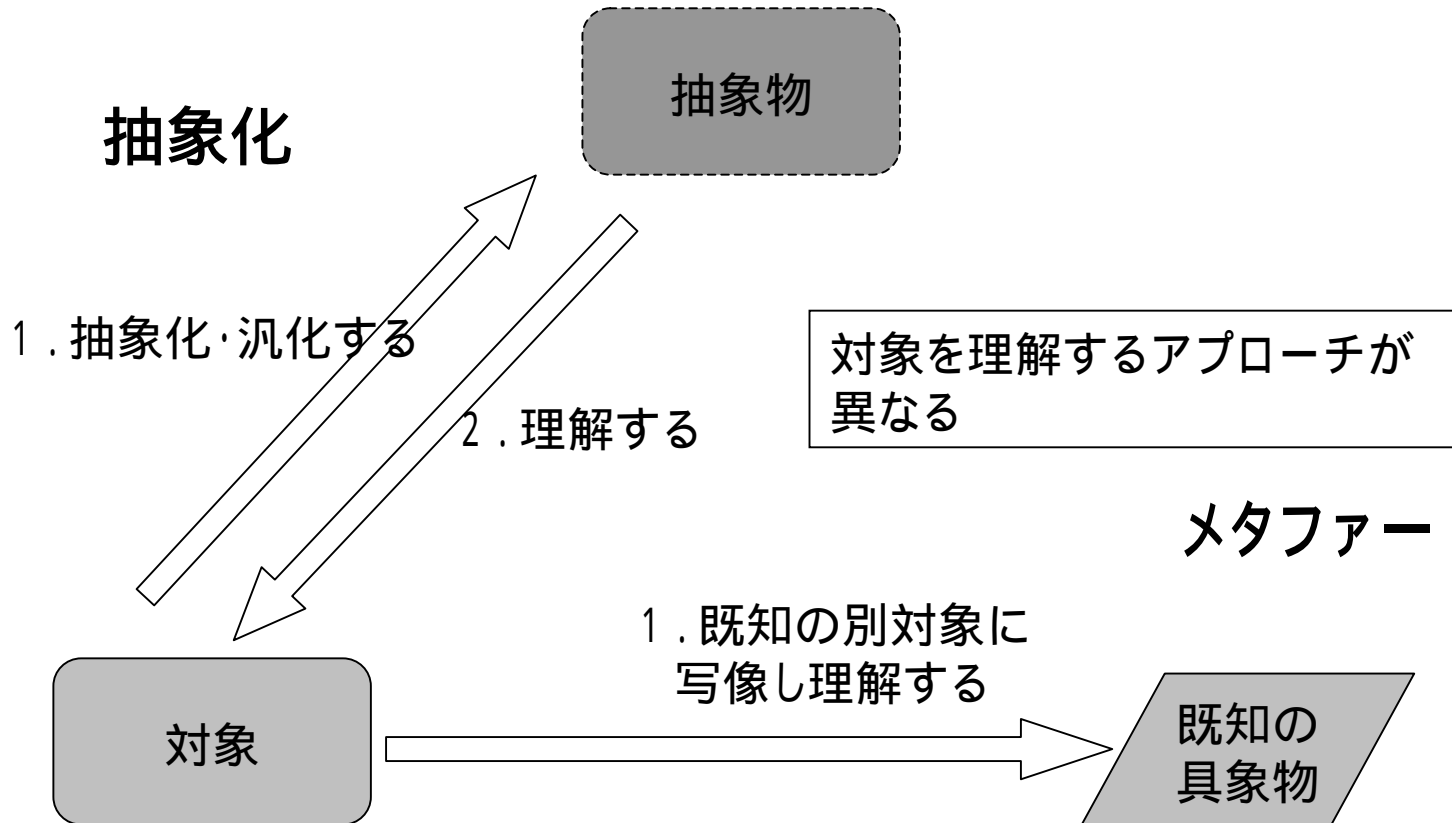 抽象物
抽象化
1.抽象化・汎化する
対象を理解するアプローチが
異なる
2.理解する
メタファー
1.既知の別対象に
写像し理解する
対象
既知の
具象物